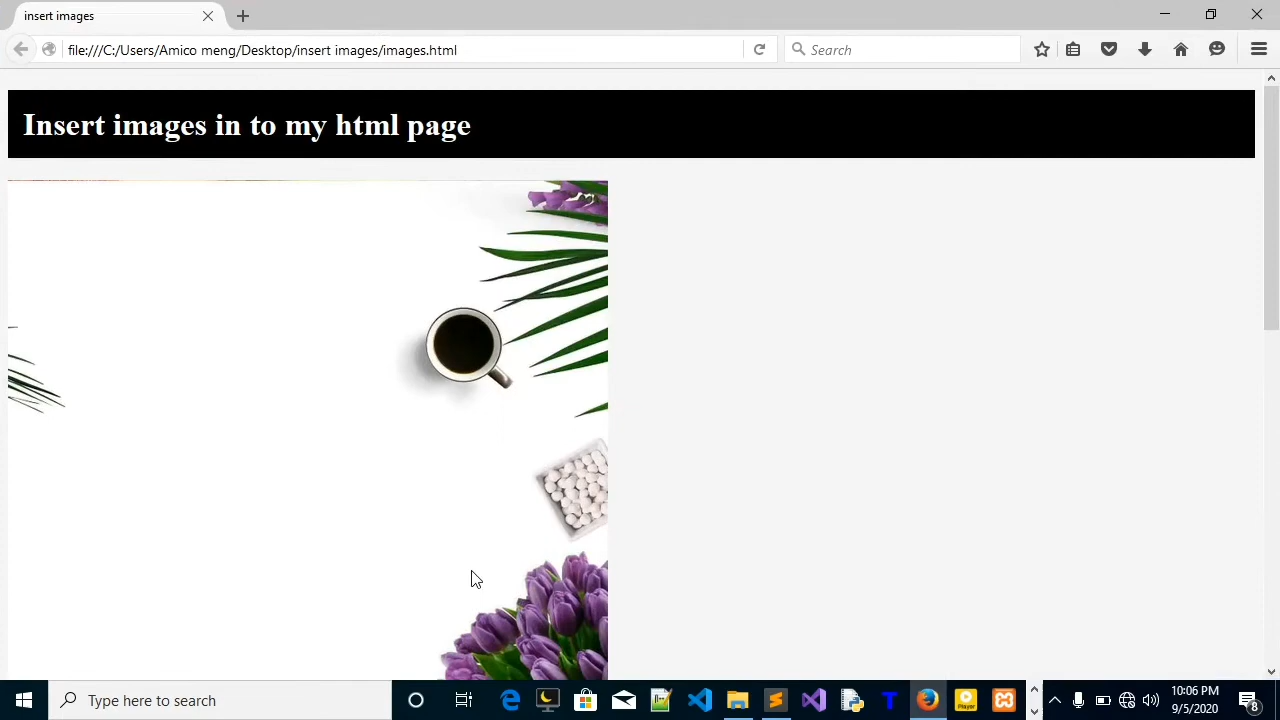 insert images
file:///C:/Users/Amico meng/Desktop/insert images/images.html
Search
Insert images in to my html page
Type here to search
Player
10:06 PM
9/5/2020